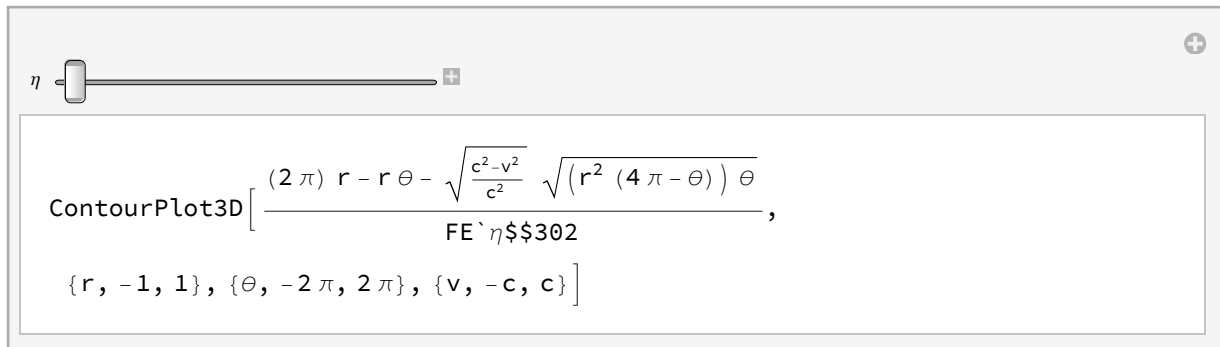 η
ContourPlot3D[ ((2 π) r - r θ - √((c²-v²)/c²) √((r² (4 π - θ)) θ)) / FE`η$$302 ,
{r, -1, 1}, {θ, -2 π, 2 π}, {v, -c, c}]